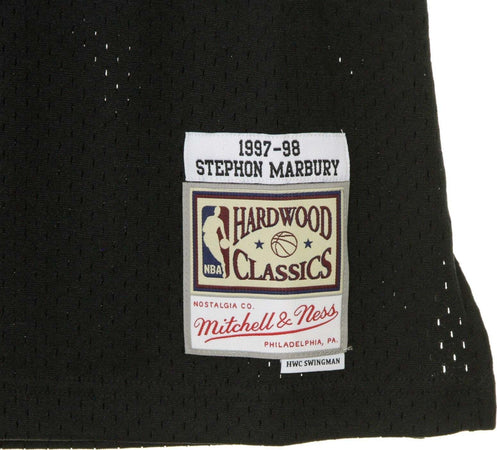 1997-98
STEPHON MARBURY
HARDWOOD
NBA
CLASSICS
NOSTALGIA CO.
Mitchell & Ness
PHILADELPHIA, PA.
HWC SWINGMAN